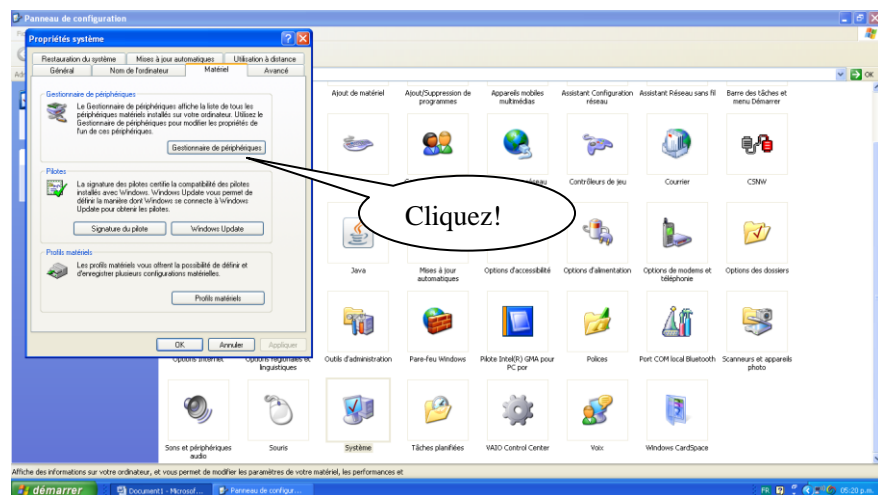 Panneau de configuration
Propriétés système
Restauration du système Mises à jour automatiques Utilisation à distance
Général Nom de l'ordinateur Matériel Avancé
OK
Gestionnaire de périphériques
Le Gestionnaire de périphériques affiche la liste de tous les
périphériques matériels installés sur votre ordinateur. Utilisez le
Gestionnaire de périphériques pour modifier les propriétés de
l'un de ces périphériques.
Gestionnaire de périphériques
Pilotes
La signature des pilotes certifie la compatibilité des pilotes
installés avec Windows. Windows Update vous permet de
définir la manière dont Windows se connecte à Windows
Update pour obtenir les pilotes.
Signature du pilote Windows Update
Profils matériels
Les profils matériels vous offrent la possibilité de définir et
d'enregistrer plusieurs configurations matérielles.
Profils matériels
OK Annuler Appliquer
Cliquez!
Ajout de matériel Ajout/Suppression de programmes Appareils mobiles multimédias Assistant Configuration réseau Assistant Réseau sans fil Barre des tâches et menu Démarrer
Contrôleurs de jeu Courrier CSNW
Java Mises à jour automatiques Options d'accessibilité Options d'alimentation Options de modems et téléphonie Options des dossiers
Options Internet Options régionales et linguistiques Outils d'administration Pare-feu Windows Pilote Intel(R) GMA pour PC por Polices Port COM local Bluetooth Scanneurs et appareils photo
Sons et périphériques audio Souris Système Tâches planifiées VAIO Control Center Voix Windows CardSpace
Affiche des informations sur votre ordinateur, et vous permet de modifier les paramètres de votre matériel, les performances et
démarrer Document1 - Microsof... Panneau de configur... FR 05:20 p.m.